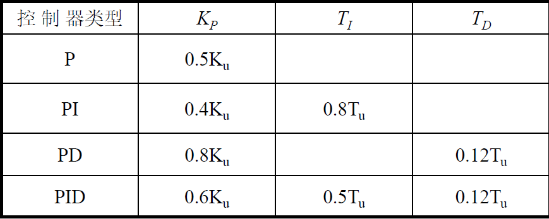 控制器类型 K_P T_I T_D
P 0.5K_u
PI 0.4K_u 0.8T_u
PD 0.8K_u 0.12T_u
PID 0.6K_u 0.5T_u 0.12T_u